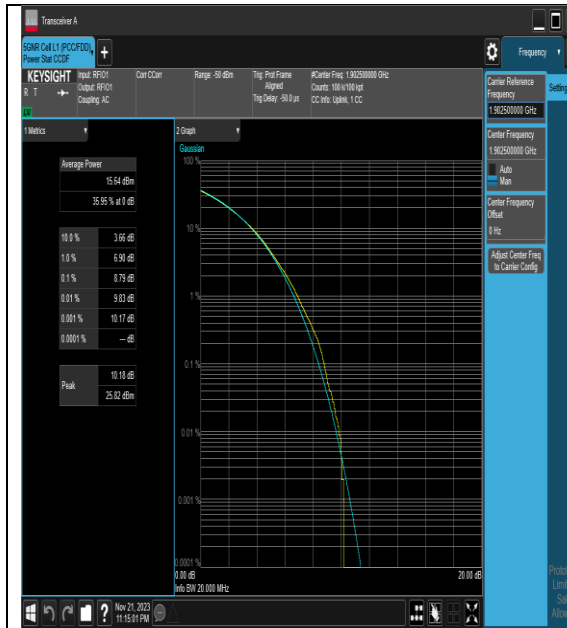 Transceiver A
5GNR Cell L1 (PCC/FDD)
Power Stat CCDF
Frequency
KEYSIGHT
R T
Input: RFIO1
Output: RFIO1
Coupling: AC
Corr CCorr
Range: -50 dBm
Trig: Prot Frame
Aligned
Trig Delay: -50.0 µs
#Center Freq: 1.902500000 GHz
Counts: 100 k/100 kpt
CC Info: Uplink, 1 CC
Carrier Reference
Frequency
1.902500000 GHz
Center Frequency
1.902500000 GHz
Auto
Man
Center Frequency
Offset
0 Hz
Adjust Center Freq
to Carrier Config
1 Metrics
Average Power
15.64 dBm
35.95 % at 0 dB
10.0 % 3.66 dB
1.0 % 6.90 dB
0.1 % 8.79 dB
0.01 % 9.83 dB
0.001 % 10.17 dB
0.0001 % --- dB
Peak
10.18 dB
25.82 dBm
2 Graph
Gaussian
100 %
10 %
1 %
0.1 %
0.01 %
0.001 %
0.0001 %
0.00 dB
20.00 dB
Info BW 20.000 MHz
Nov 21, 2023
11:15:01 PM